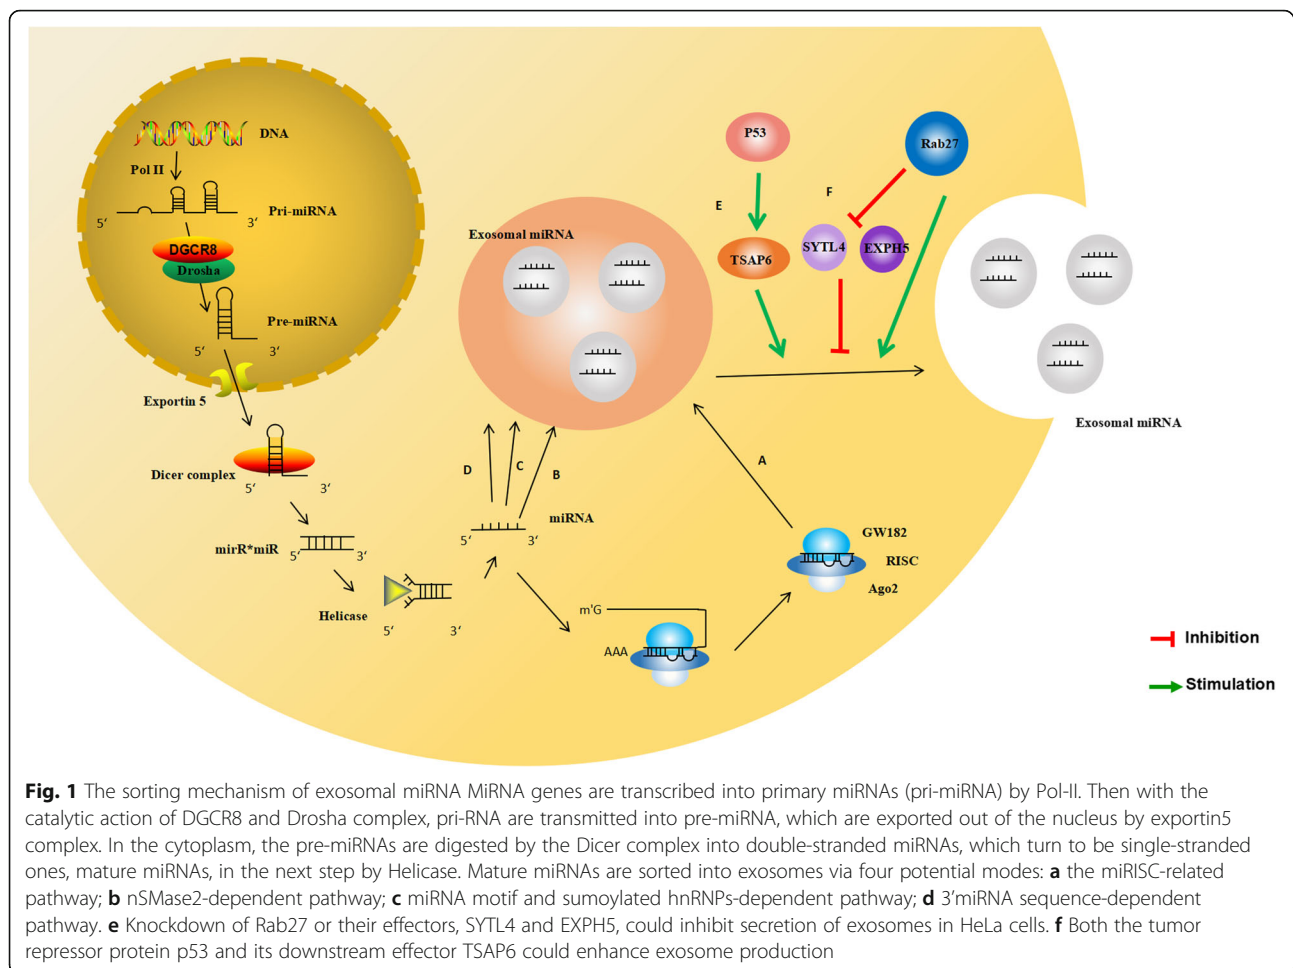 DNA
Pol II
Pri-miRNA
5‘
3‘
DGCR8
Drosha
Pre-miRNA
5‘
3‘
Exportin 5
Dicer complex
5‘
3‘
mirR*miR
5‘
3‘
Helicase
5‘
3‘
miRNA
5‘
3‘
D
C
B
Exosomal miRNA
m'G
AAA
A
GW182
RISC
Ago2
P53
E
TSAP6
F
Rab27
SYTL4
EXPH5
Exosomal miRNA
Inhibition
Stimulation
Fig. 1 The sorting mechanism of exosomal miRNA MiRNA genes are transcribed into primary miRNAs (pri-miRNA) by Pol-II. Then with the
catalytic action of DGCR8 and Drosha complex, pri-RNA are transmitted into pre-miRNA, which are exported out of the nucleus by exportin5
complex. In the cytoplasm, the pre-miRNAs are digested by the Dicer complex into double-stranded miRNAs, which turn to be single-stranded
ones, mature miRNAs, in the next step by Helicase. Mature miRNAs are sorted into exosomes via four potential modes: a the miRISC-related
pathway; b nSMase2-dependent pathway; c miRNA motif and sumoylated hnRNPs-dependent pathway; d 3’miRNA sequence-dependent
pathway. e Knockdown of Rab27 or their effectors, SYTL4 and EXPH5, could inhibit secretion of exosomes in HeLa cells. f Both the tumor
repressor protein p53 and its downstream effector TSAP6 could enhance exosome production